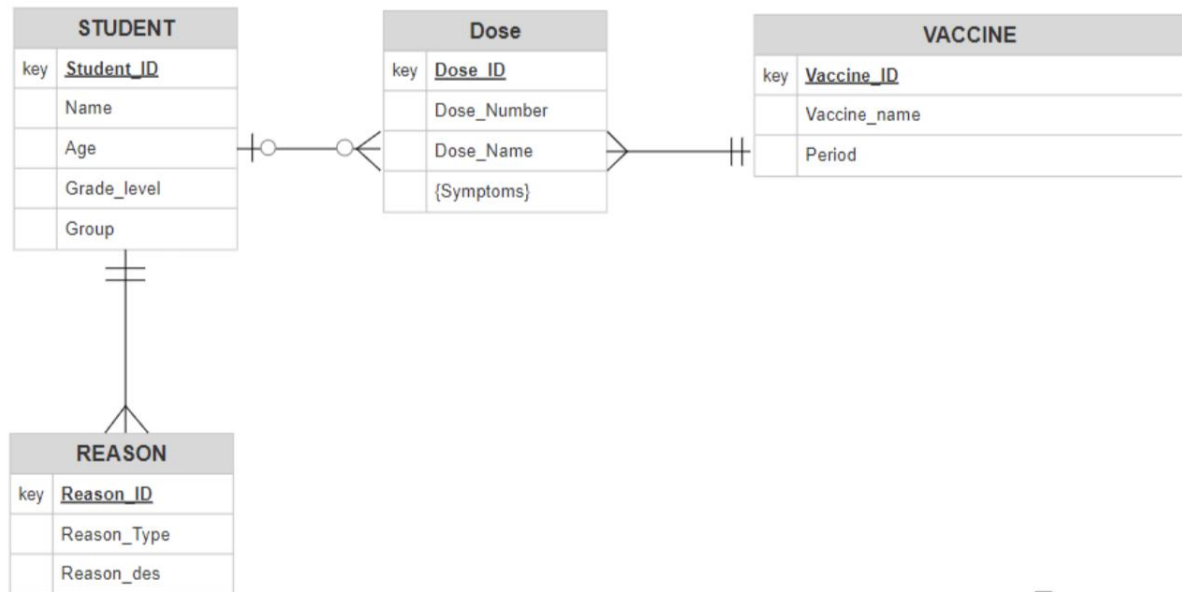 STUDENT
key Student_ID
Name
Age
Grade_level
Group
Dose
key Dose_ID
Dose_Number
Dose_Name
{Symptoms}
VACCINE
key Vaccine_ID
Vaccine_name
Period
REASON
key Reason_ID
Reason_Type
Reason_des